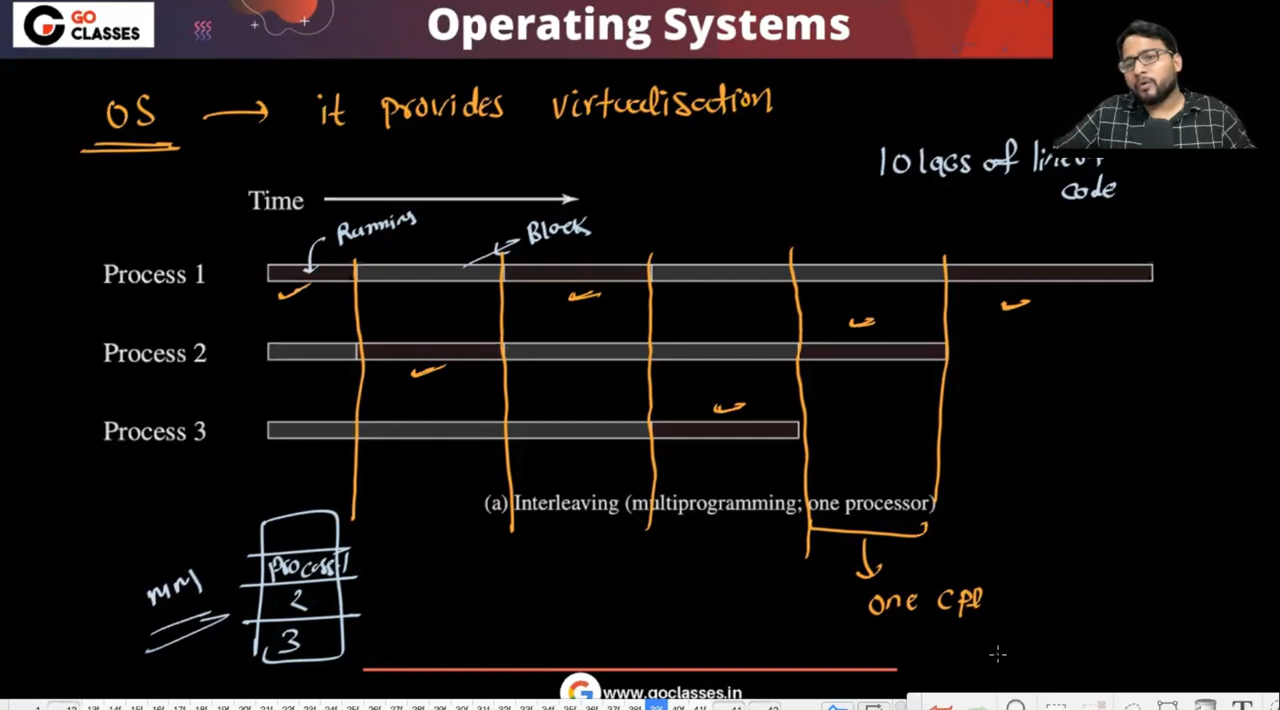 GO
CLASSES
Operating Systems
OS → it provides virtualisation
10 lacs of
code
Time
Running
Block
Process 1
Process 2
Process 3
(a) Interleaving (multiprogramming; one processor)
MM
process 1
2
3
one CPU
www.goclasses.in